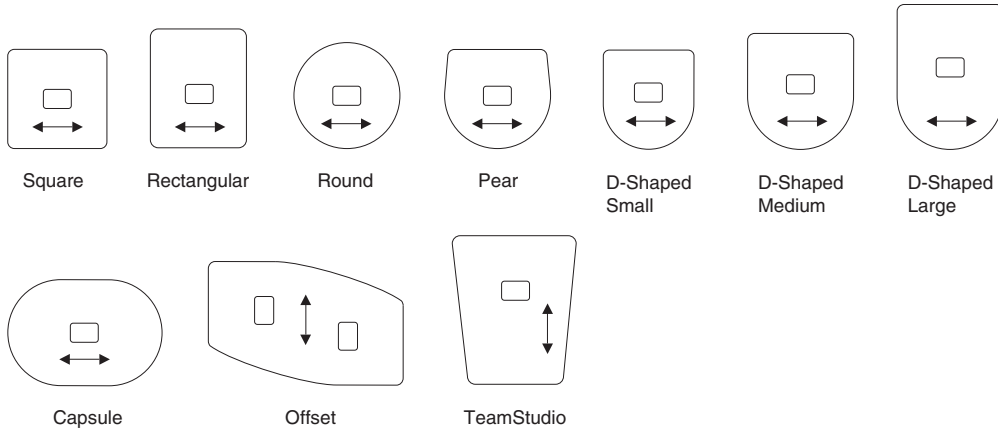 Square
Rectangular
Round
Pear
D-Shaped
Small
D-Shaped
Medium
D-Shaped
Large
Capsule
Offset
TeamStudio